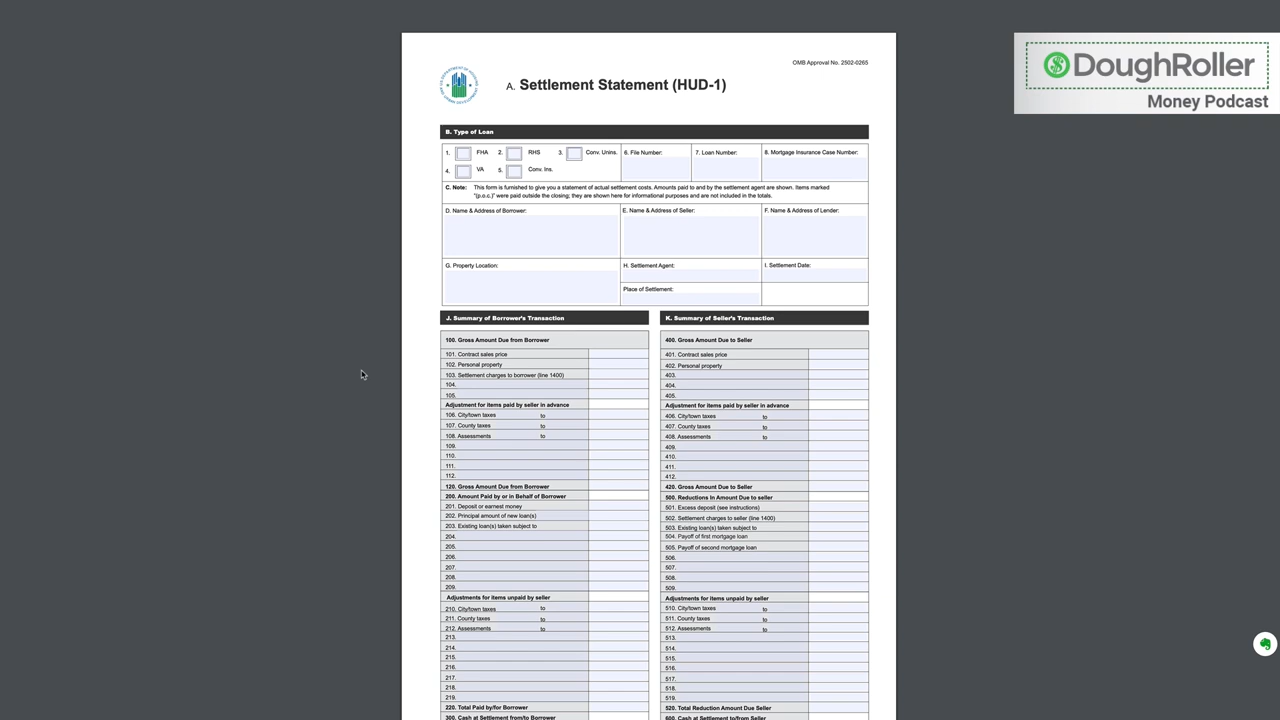 DoughRoller
Money Podcast
OMB Approval No. 2502-0265
A. Settlement Statement (HUD-1)
B. Type of Loan
1. FHA 2. RHS 3. Conv. Unins. 6. File Number: 7. Loan Number: 8. Mortgage Insurance Case Number:
4. VA 5. Conv. Ins.
C. Note: This form is furnished to give you a statement of actual settlement costs. Amounts paid to and by the settlement agent are shown. Items marked
"(p.o.c.)" were paid outside the closing; they are shown here for informational purposes and are not included in the totals.
D. Name & Address of Borrower: E. Name & Address of Seller: F. Name & Address of Lender:
G. Property Location: H. Settlement Agent: I. Settlement Date:
Place of Settlement:
J. Summary of Borrower's Transaction
100. Gross Amount Due from Borrower
101. Contract sales price
102. Personal property
103. Settlement charges to borrower (line 1400)
104.
105.
Adjustment for items paid by seller in advance
106. City/town taxes to
107. County taxes to
108. Assessments to
109.
110.
111.
112.
120. Gross Amount Due from Borrower
200. Amount Paid by or in Behalf of Borrower
201. Deposit or earnest money
202. Principal amount of new loan(s)
203. Existing loan(s) taken subject to
204.
205.
206.
207.
208.
209.
Adjustments for items unpaid by seller
210. City/town taxes to
211. County taxes to
212. Assessments to
213.
214.
215.
216.
217.
218.
219.
220. Total Paid by/for Borrower
300. Cash at Settlement from/to Borrower
K. Summary of Seller's Transaction
400. Gross Amount Due to Seller
401. Contract sales price
402. Personal property
403.
404.
405.
Adjustment for items paid by seller in advance
406. City/town taxes to
407. County taxes to
408. Assessments to
409.
410.
411.
412.
420. Gross Amount Due to Seller
500. Reductions In Amount Due to seller
501. Excess deposit (see instructions)
502. Settlement charges to seller (line 1400)
503. Existing loan(s) taken subject to
504. Payoff of first mortgage loan
505. Payoff of second mortgage loan
506.
507.
508.
509.
Adjustments for items unpaid by seller
510. City/town taxes to
511. County taxes to
512. Assessments to
513.
514.
515.
516.
517.
518.
519.
520. Total Reduction Amount Due Seller
600. Cash at Settlement to/from Seller